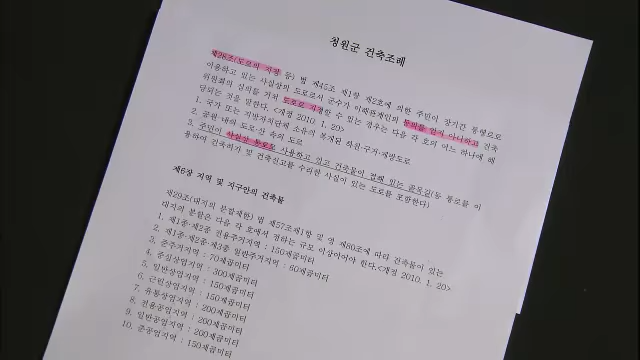 청원군 건축조례
제28조(도로의 지정 등) 법 제45조 제1항 제2호에 의한 주민이 장기간 통행으로
이용하고 있는 사실상의 도로로서 군수가 이해관계인의 동의를 얻지 아니하고 건축
위원회의 심의를 거쳐 도로로 지정할 수 있는 경우는 다음 각 호의 어느 하나에 해
당되는 것을 말한다. <개정 2010. 1. 20>
1. 국가 또는 지방자치단체 소유의 복개된 하천·구거·제방도로
2. 공원 내의 도로·산 속의 도로
3. 주민이 사실상 통로로 사용하고 있고 건축물이 접해 있는 골목길(동 통로를 이
용하여 건축허가 및 건축신고를 수리한 사실이 있는 도로를 포함한다)
제6장 지역 및 지구안의 건축물
제29조(대지의 분할제한) 법 제57조제1항 및 영 제80조에 따라 건축물이 있는
대지의 분할은 다음 각 호에서 정하는 규모 이상이어야 한다.<개정 2010. 1. 20>
1. 제1종·제2종 전용주거지역 : 150제곱미터
2. 제1종·제2종·제3종 일반주거지역 : 60제곱미터
3. 준주거지역 : 70제곱미터
4. 중심상업지역 : 300제곱미터
5. 일반상업지역 : 150제곱미터
6. 근린상업지역 : 150제곱미터
7. 유통상업지역 : 200제곱미터
8. 전용공업지역 : 200제곱미터
9. 일반공업지역 : 200제곱미터
10. 준공업지역 : 150제곱미터